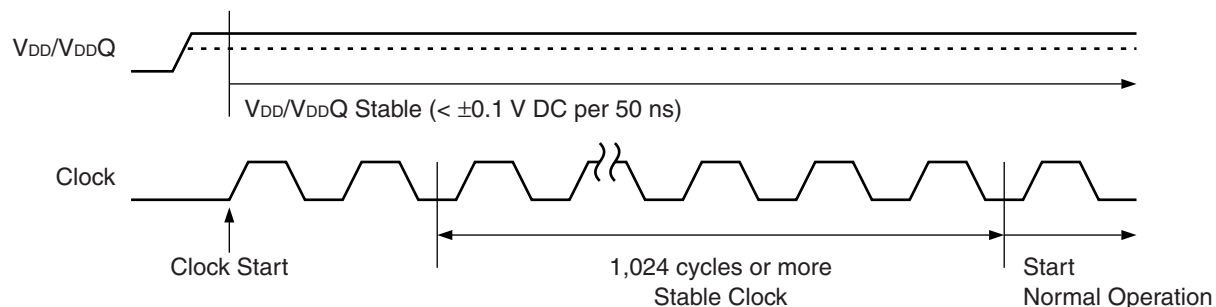 VDD/VDDQ
VDD/VDDQ Stable (< ±0.1 V DC per 50 ns)
Clock
Clock Start
1,024 cycles or more
Stable Clock
Start
Normal Operation